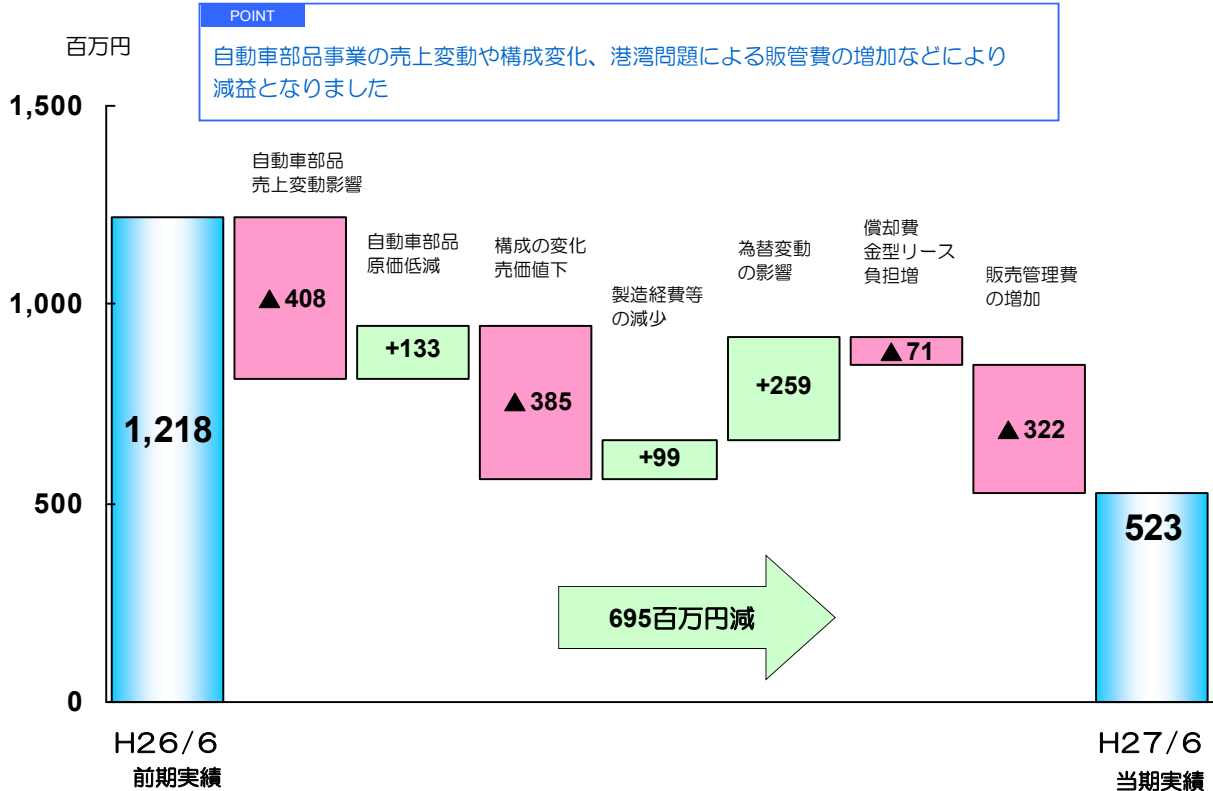 POINT
自動車部品事業の売上変動や構成変化、港湾問題による販管費の増加などにより
減益となりました
百万円
1,500
1,000
500
0
1,218
自動車部品
売上変動影響
▲408
自動車部品
原価低減
+133
構成の変化
売価値下
▲385
製造経費等
の減少
+99
為替変動
の影響
+259
償却費
金型リース
負担増
▲71
販売管理費
の増加
▲322
523
695百万円減
H26/6
前期実績
H27/6
当期実績